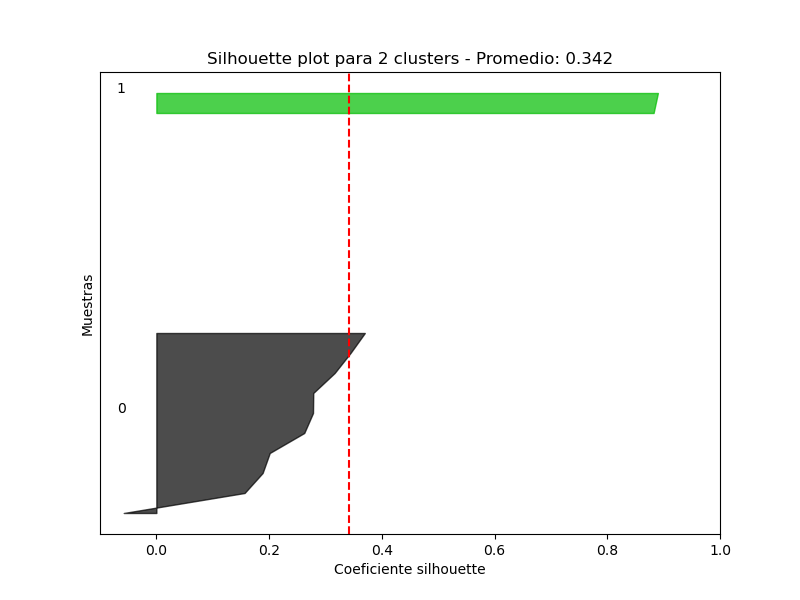 Silhouette plot para 2 clusters - Promedio: 0.342
1
0
Muestras
0.0 0.2 0.4 0.6 0.8 1.0
Coeficiente silhouette